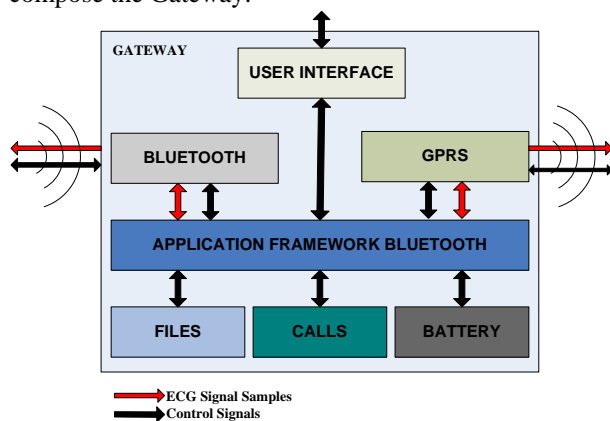 compose the Gateway.
GATEWAY
USER INTERFACE
BLUETOOTH
GPRS
APPLICATION FRAMEWORK BLUETOOTH
FILES
CALLS
BATTERY
ECG Signal Samples
Control Signals